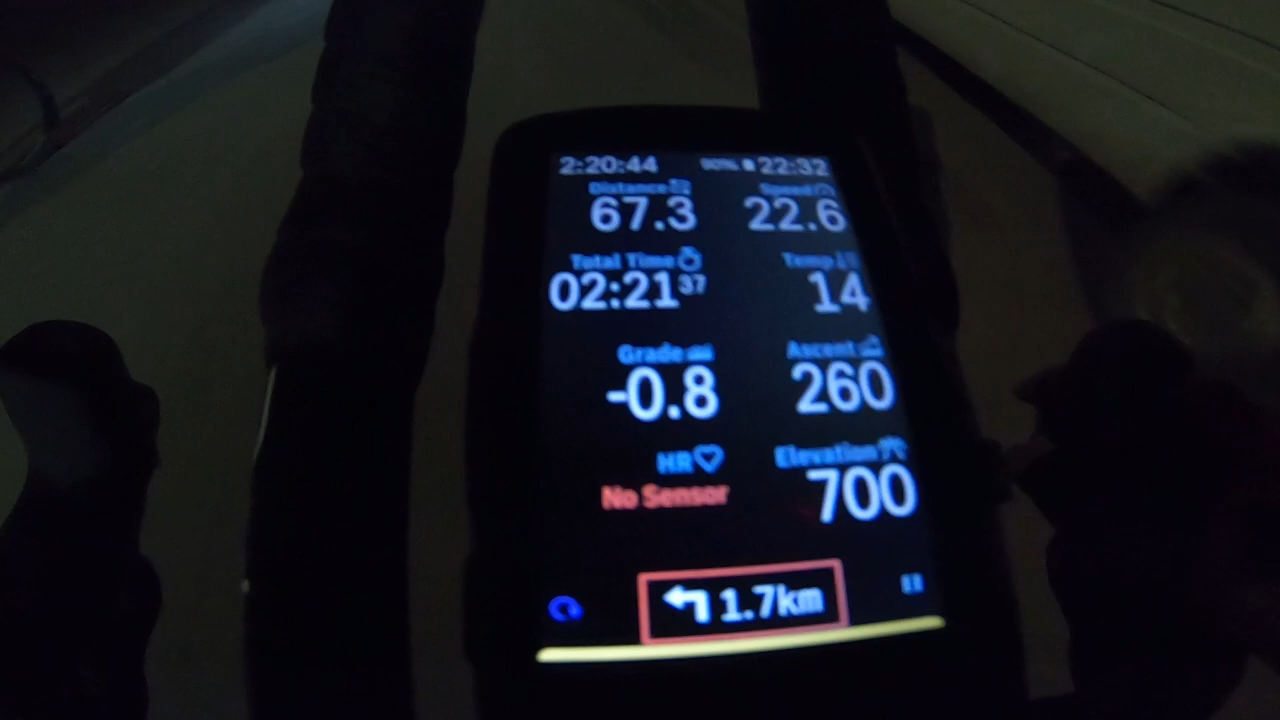 2:20:44 90% 22:32
Distance Speed
67.3 22.6
Total Time Temp
02:21 37 14
Grade Ascent
-0.8 260
HR Elevation
No Sensor 700
1.7km